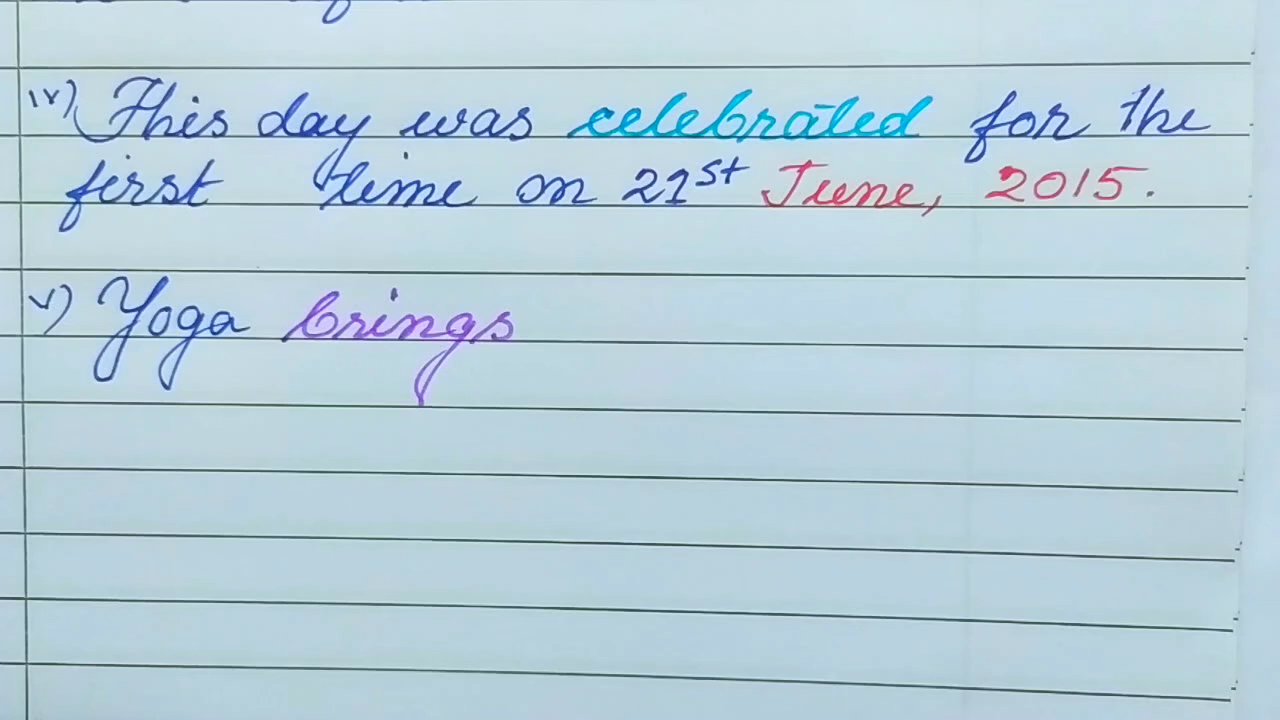 iv) This day was celebrated for the
first time on 21st June, 2015.
v) Yoga brings